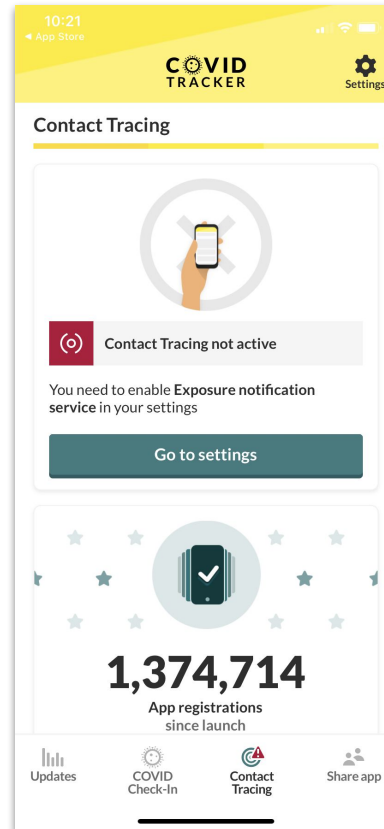 10:21
◀ App Store
COVID
TRACKER
Settings
Contact Tracing
Contact Tracing not active
You need to enable Exposure notification
service in your settings
Go to settings
1,374,714
App registrations
since launch
Updates
COVID
Check-In
Contact
Tracing
Share app